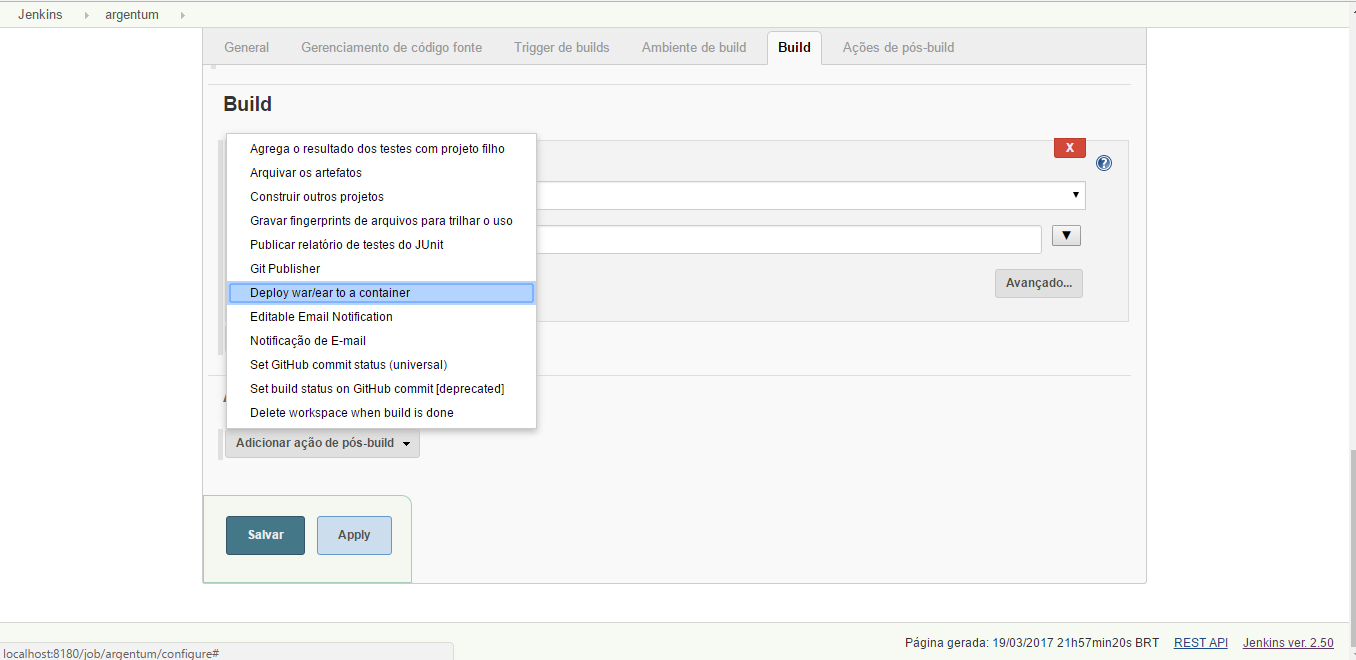 Jenkins argentum
General Gerenciamento de código fonte Trigger de builds Ambiente de build Build Ações de pós-build
Build
Agrega o resultado dos testes com projeto filho
X
Arquivar os artefatos
Construir outros projetos
Gravar fingerprints de arquivos para trilhar o uso
Publicar relatório de testes do JUnit
Git Publisher
Avançado...
Deploy war/ear to a container
Editable Email Notification
Notificação de E-mail
Set GitHub commit status (universal)
Set build status on GitHub commit [deprecated]
Delete workspace when build is done
Adicionar ação de pós-build
Salvar Apply
Página gerada: 19/03/2017 21h57min20s BRT REST API Jenkins ver. 2.50
localhost:8180/job/argentum/configure#